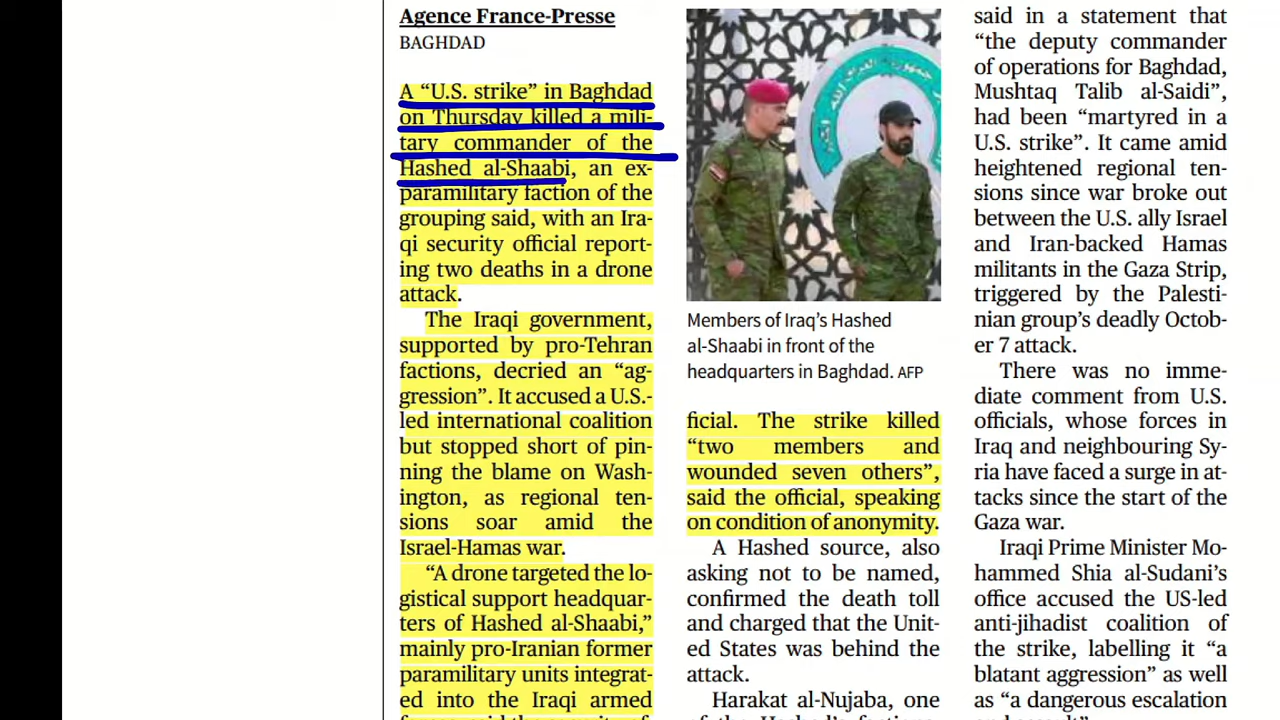 Agence France-Presse
BAGHDAD
A “U.S. strike” in Baghdad
on Thursday killed a mili-
tary commander of the
Hashed al-Shaabi, an ex-
paramilitary faction of the
grouping said, with an Ira-
qi security official report-
ing two deaths in a drone
attack.
The Iraqi government,
supported by pro-Tehran
factions, decried an “ag-
gression”. It accused a U.S.-
led international coalition
but stopped short of pin-
ning the blame on Wash-
ington, as regional ten-
sions soar amid the
Israel-Hamas war.
“A drone targeted the lo-
gistical support headquar-
ters of Hashed al-Shaabi,”
mainly pro-Iranian former
paramilitary units integrat-
ed into the Iraqi armed
Members of Iraq’s Hashed
al-Shaabi in front of the
headquarters in Baghdad. AFP
ficial. The strike killed
“two members and
wounded seven others”,
said the official, speaking
on condition of anonymity.
A Hashed source, also
asking not to be named,
confirmed the death toll
and charged that the Unit-
ed States was behind the
attack.
Harakat al-Nujaba, one
said in a statement that
“the deputy commander
of operations for Baghdad,
Mushtaq Talib al-Saidi”,
had been “martyred in a
U.S. strike”. It came amid
heightened regional ten-
sions since war broke out
between the U.S. ally Israel
and Iran-backed Hamas
militants in the Gaza Strip,
triggered by the Palesti-
nian group’s deadly Octob-
er 7 attack.
There was no imme-
diate comment from U.S.
officials, whose forces in
Iraq and neighbouring Sy-
ria have faced a surge in at-
tacks since the start of the
Gaza war.
Iraqi Prime Minister Mo-
hammed Shia al-Sudani’s
office accused the US-led
anti-jihadist coalition of
the strike, labelling it “a
blatant aggression” as well
as “a dangerous escalation